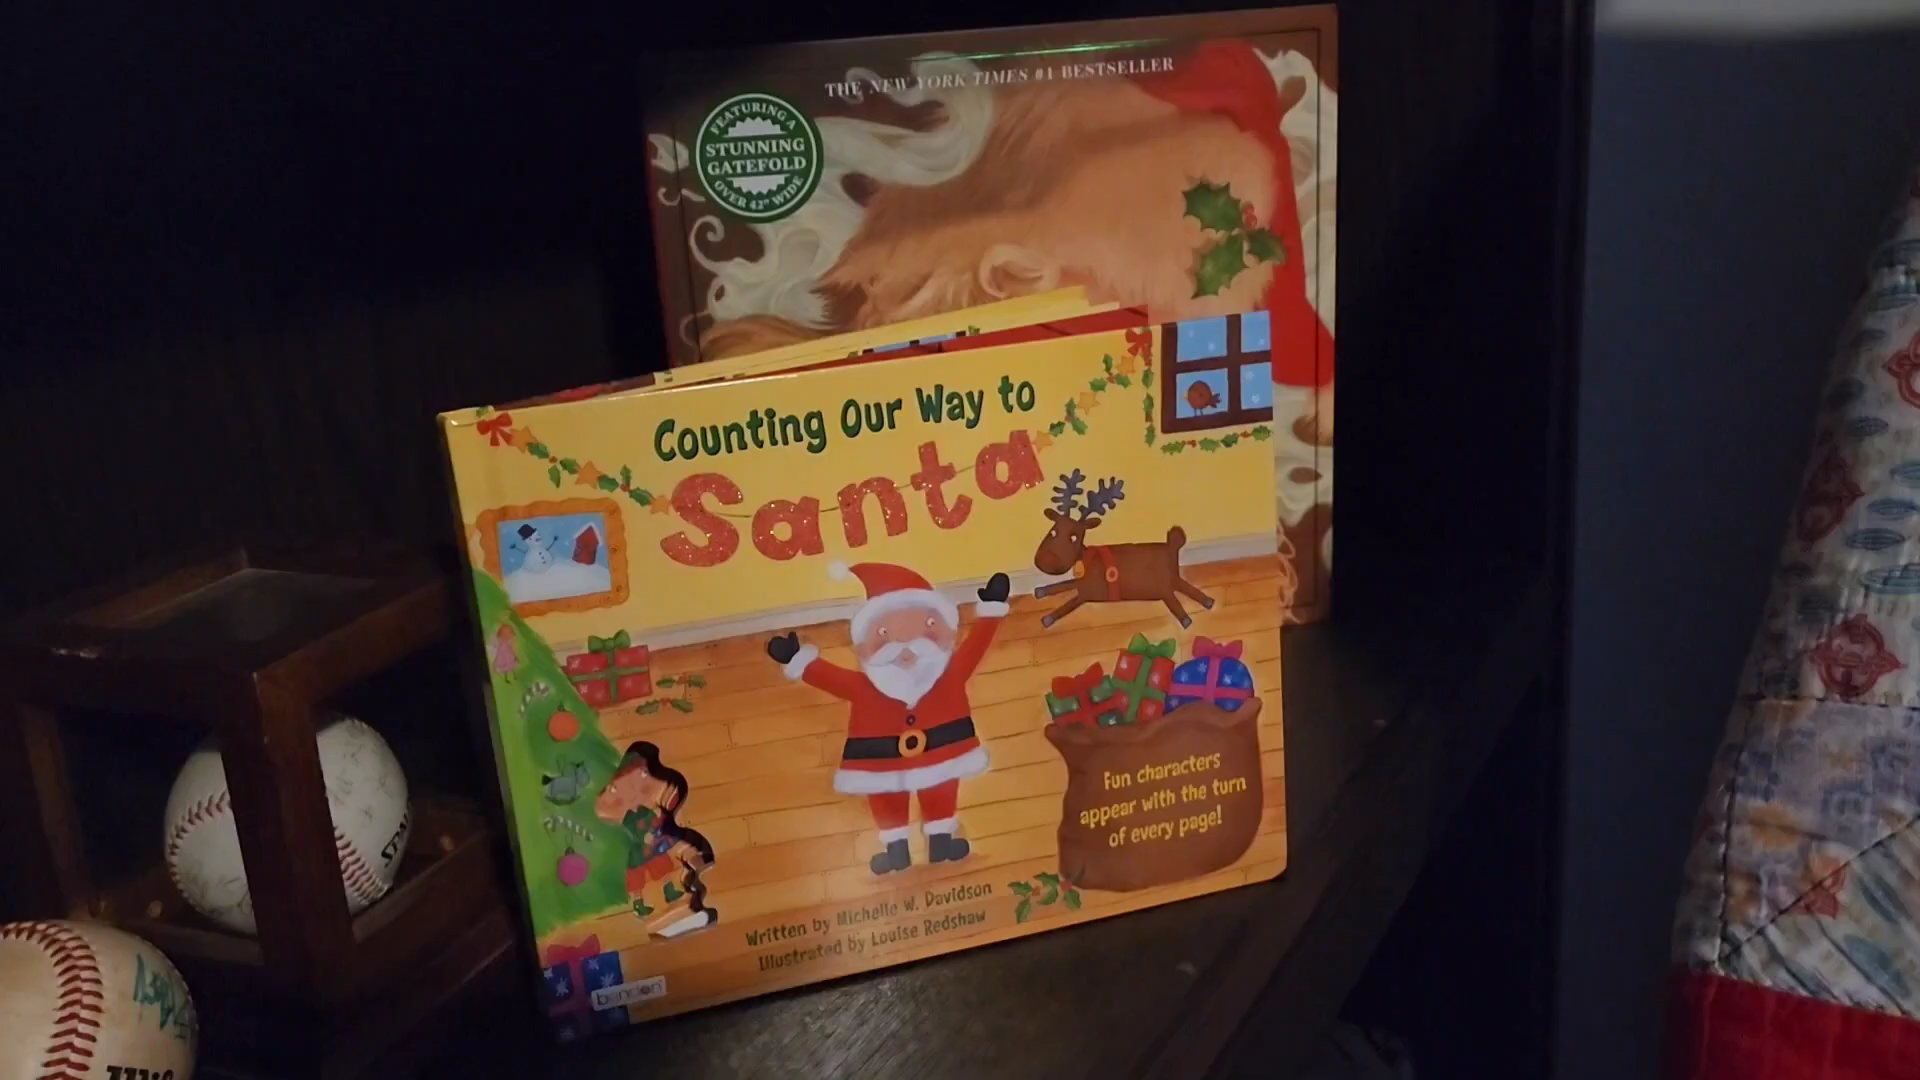 THE NEW YORK TIMES #1 BESTSELLER
FEATURING A
STUNNING
GATEFOLD
OVER 42" WIDE
Counting Our Way to
Santa
Fun characters
appear with the turn
of every page!
Written by Michelle W. Davidson
Illustrated by Louise Redshaw
bendon